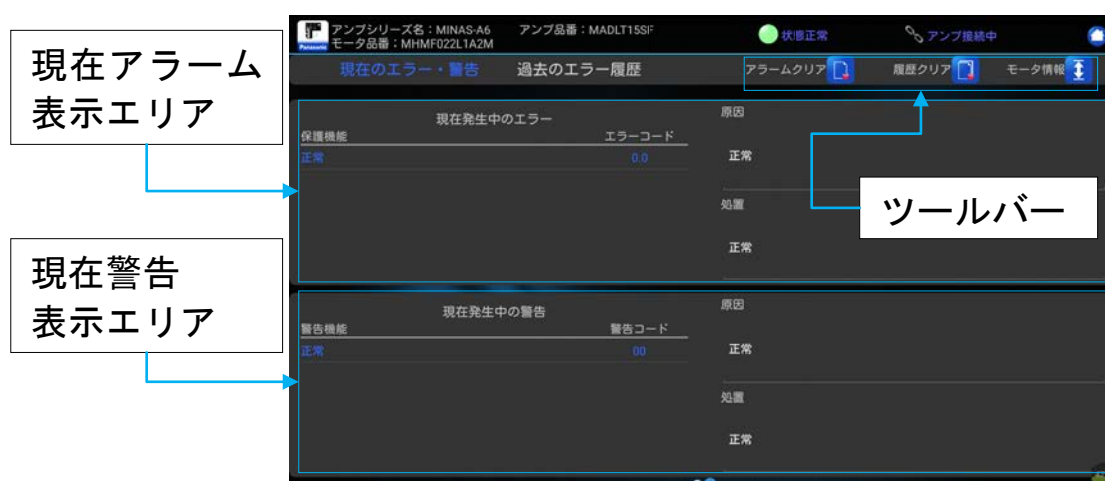 現在アラーム
表示エリア
現在警告
表示エリア
Panasonic
アンプシリーズ名：MINAS-A6 アンプ品番：MADLT15SF
モータ品番：MHMF022L1A2M
状態正常
アンプ接続中
現在のエラー・警告 過去のエラー履歴
アラームクリア 履歴クリア モータ情報
現在発生中のエラー
保護機能 エラーコード
正常 0.0
原因
正常
処置
正常
ツールバー
現在発生中の警告
警告機能 警告コード
正常 00
原因
正常
処置
正常